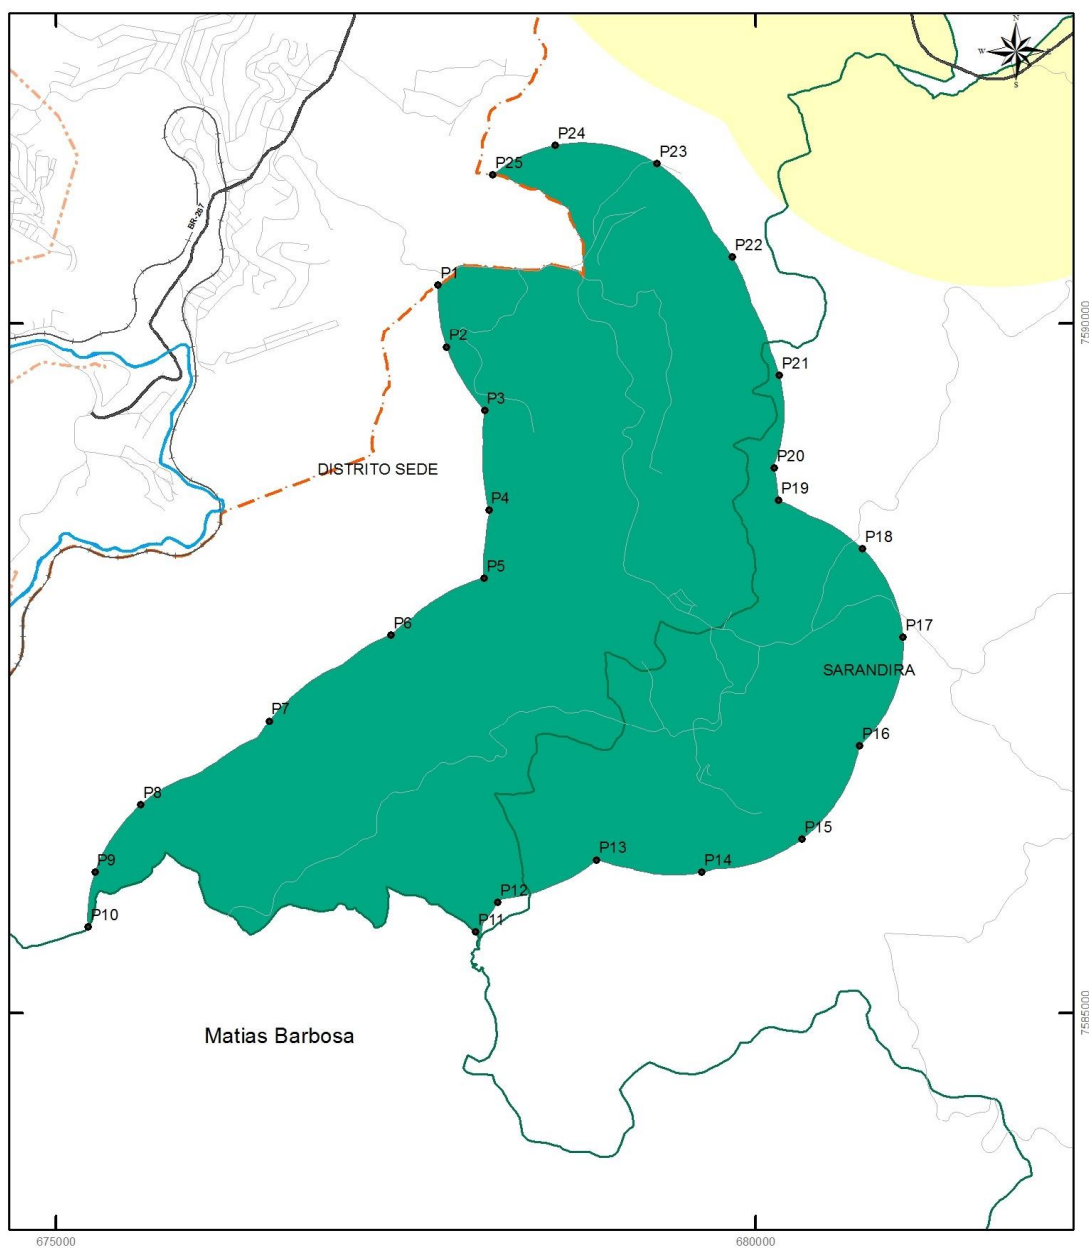 N
W
E
S
P24
P23
P25
BR-267
P22
P1
7590000
P2
P21
P3
DISTRITO SEDE
P20
P19
P4
P18
P5
P6
P17
SARANDIRA
P7
P16
P8
P15
P13
P9
P14
P12
P10
P11
7585000
Matias Barbosa
675000
680000